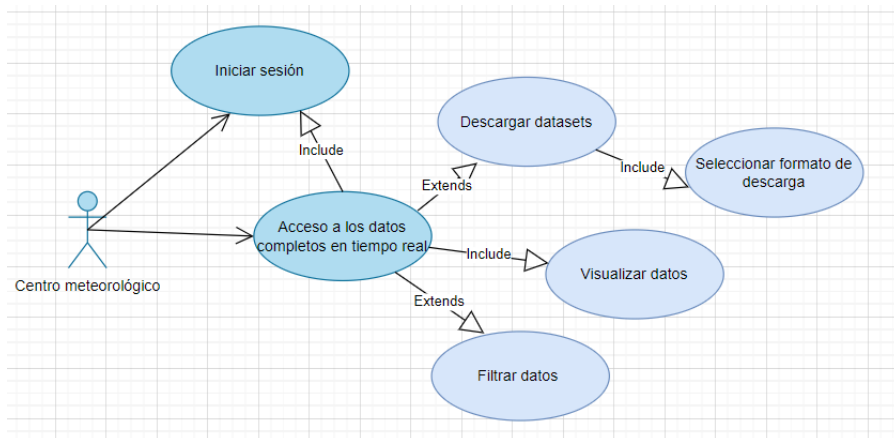 Iniciar sesión
Descargar datasets
Include
Include
Seleccionar formato de
descarga
Extends
Acceso a los datos
completos en tiempo real
Include
Visualizar datos
Centro meteorológico
Extends
Filtrar datos